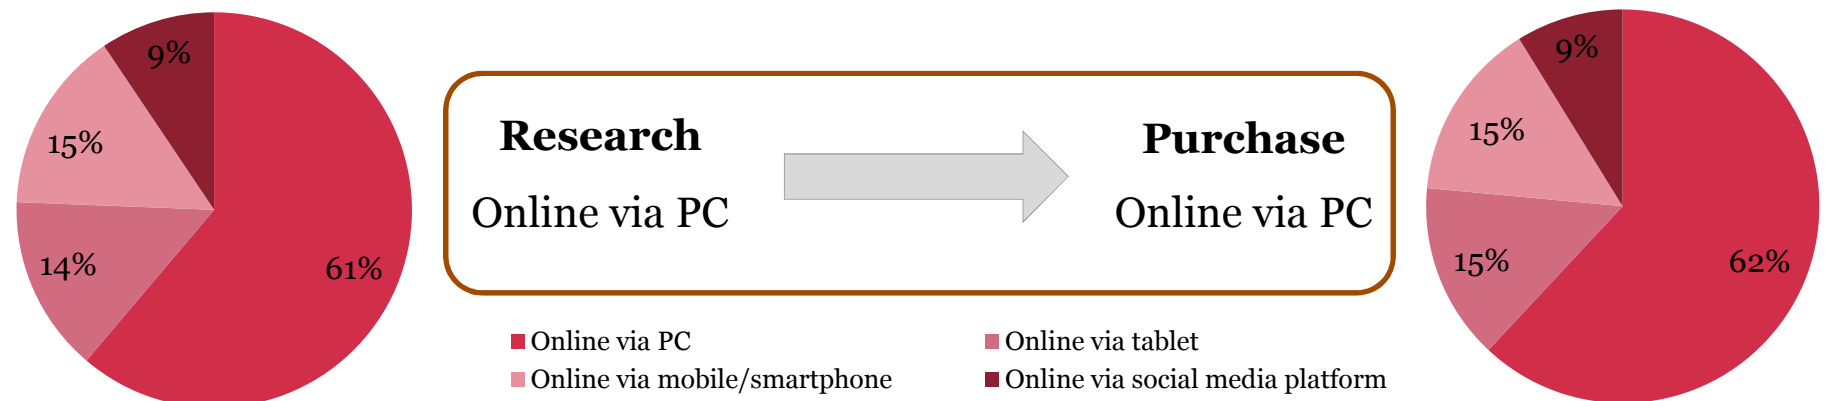 9%
15%
14%
61%
Research
Online via PC
Purchase
Online via PC
9%
15%
15%
62%
Online via PC
Online via tablet
Online via mobile/smartphone
Online via social media platform